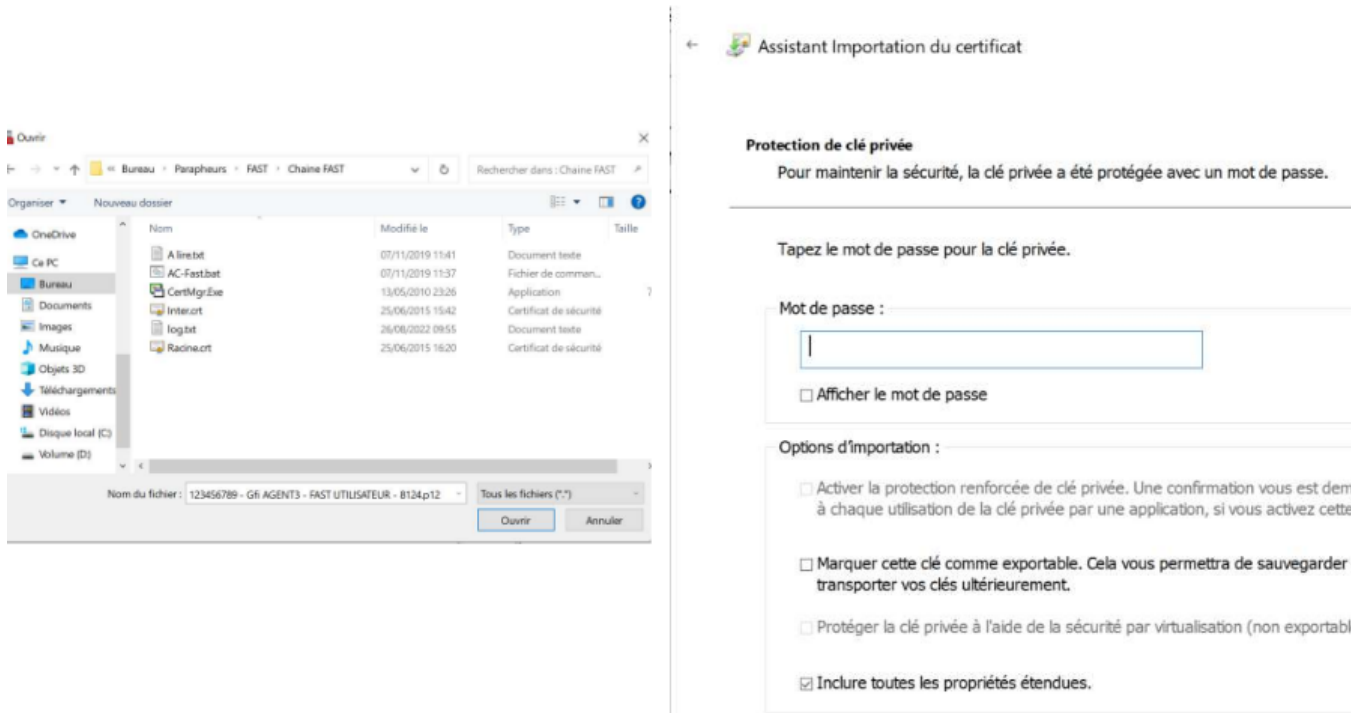 Ouvrir
« Bureau › Parapheurs › FAST › Chaine FAST
Rechercher dans : Chaine FAST
Organiser
Nouveau dossier
Nom
Modifié le
Type
Taille
OneDrive
Ce PC
Bureau
Documents
Images
Musique
Objets 3D
Téléchargements
Vidéos
Disque local (C:)
Volume (D:)
A lire.txt 07/11/2019 11:41 Document texte
AC-Fast.bat 07/11/2019 11:37 Fichier de comman...
CertMgr.Exe 13/05/2010 23:26 Application 7
Inter.crt 25/06/2015 15:42 Certificat de sécurité
log.txt 26/08/2022 09:55 Document texte
Racine.crt 25/06/2015 16:20 Certificat de sécurité
Nom du fichier : 123456789 - Gfi AGENT3 - FAST UTILISATEUR - 8124.p12
Tous les fichiers (*.*)
Ouvrir
Annuler
Assistant Importation du certificat
Protection de clé privée
Pour maintenir la sécurité, la clé privée a été protégée avec un mot de passe.
Tapez le mot de passe pour la clé privée.
Mot de passe :
Afficher le mot de passe
Options d'importation :
Activer la protection renforcée de clé privée. Une confirmation vous est dem
à chaque utilisation de la clé privée par une application, si vous activez cette
Marquer cette clé comme exportable. Cela vous permettra de sauvegarder
transporter vos clés ultérieurement.
Protéger la clé privée à l'aide de la sécurité par virtualisation (non exportabl
Inclure toutes les propriétés étendues.